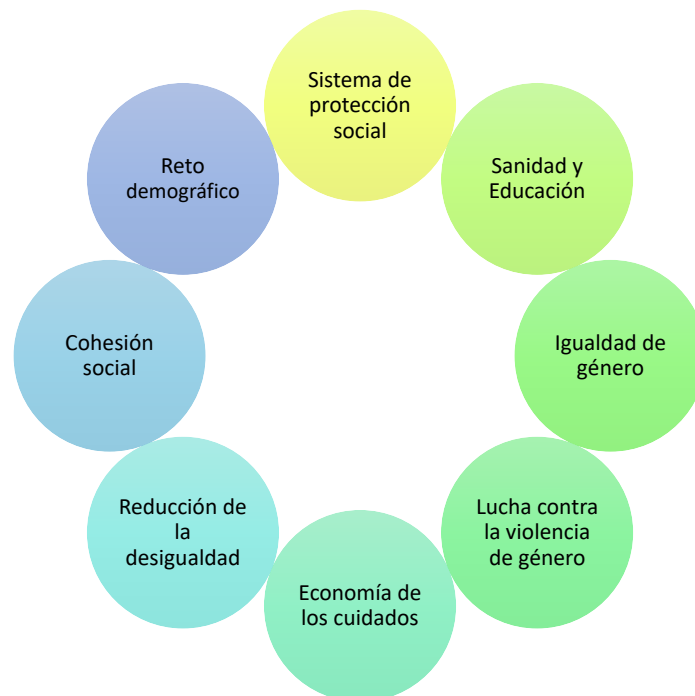 Sistema de
protección
social
Sanidad y
Educación
Igualdad de
género
Lucha contra
la violencia
de género
Economía de
los cuidados
Reducción de
la
desigualdad
Cohesión
social
Reto
demográfico